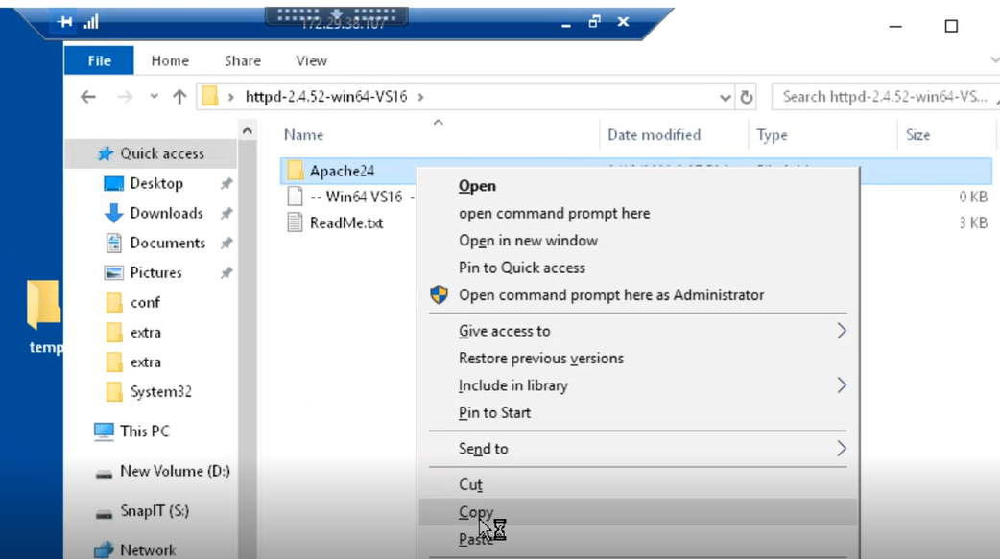 172.29.38.107
File Home Share View
httpd-2.4.52-win64-VS16
Search httpd-2.4.52-win64-VS...
Name Date modified Type Size
Quick access
Desktop
Downloads
Documents
Pictures
conf
extra
extra
System32
This PC
New Volume (D:)
SnapIT (S:)
Network
temp
Apache24
-- Win64 VS16 - 0 KB
ReadMe.txt 3 KB
Open
open command prompt here
Open in new window
Pin to Quick access
Open command prompt here as Administrator
Give access to
Restore previous versions
Include in library
Pin to Start
Send to
Cut
Copy
Paste